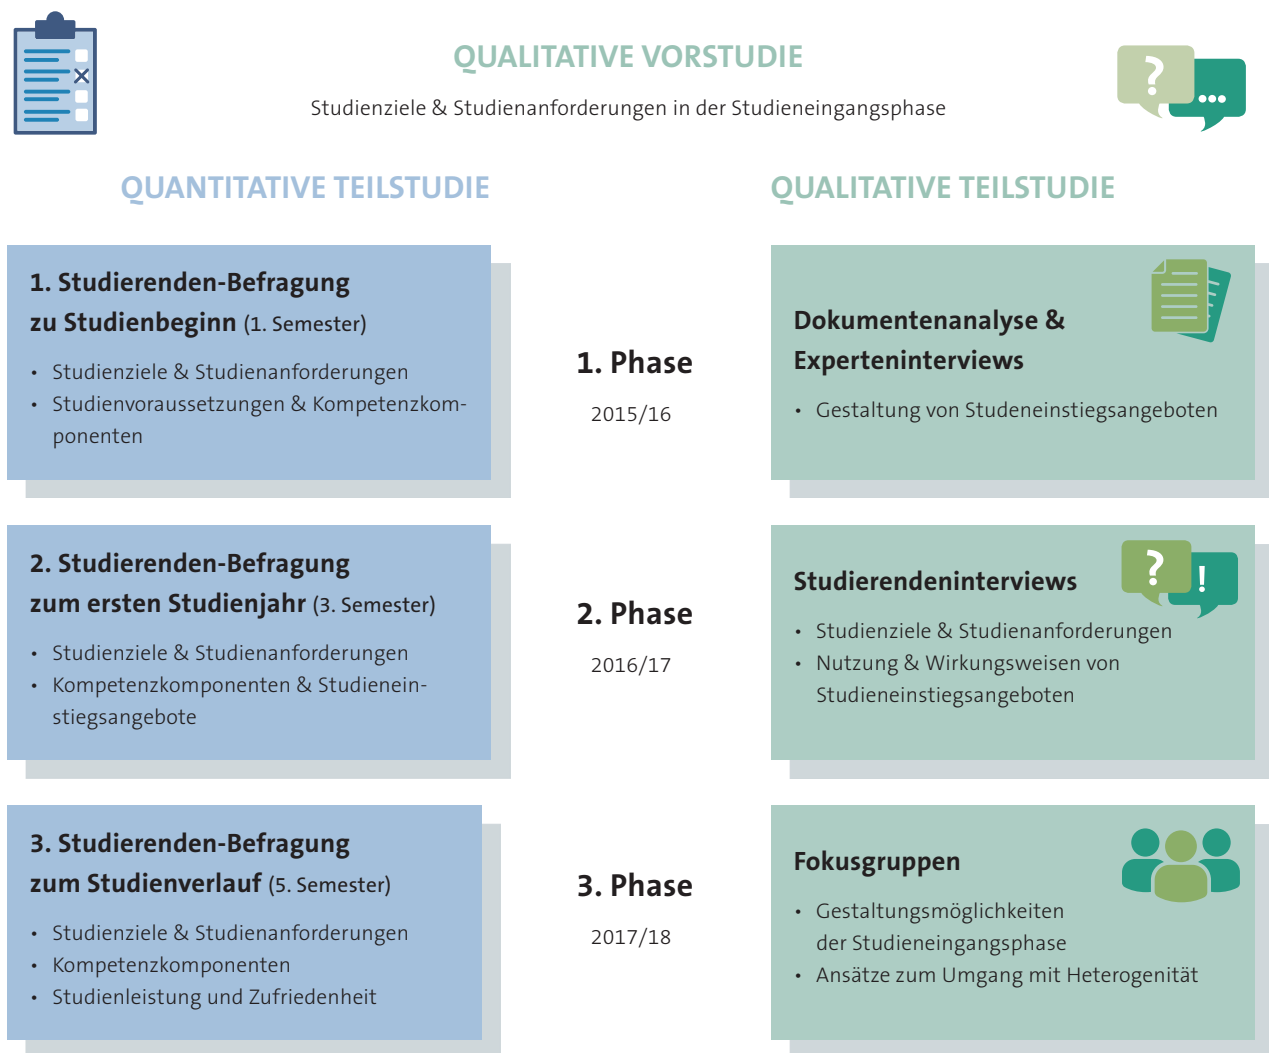 QUALITATIVE VORSTUDIE
Studienziele & Studienanforderungen in der Studieneingangsphase
QUANTITATIVE TEILSTUDIE
QUALITATIVE TEILSTUDIE
1. Studierenden-Befragung
zu Studienbeginn (1. Semester)
• Studienziele & Studienanforderungen
• Studienvoraussetzungen & Kompetenzkom-
ponenten
1. Phase
2015/16
Dokumentenanalyse &
Experteninterviews
• Gestaltung von Studeneinstiegsangeboten
2. Studierenden-Befragung
zum ersten Studienjahr (3. Semester)
• Studienziele & Studienanforderungen
• Kompetenzkomponenten & Studienein-
stiegsangebote
2. Phase
2016/17
Studierendeninterviews
• Studienziele & Studienanforderungen
• Nutzung & Wirkungsweisen von
Studieneinstiegsangeboten
3. Studierenden-Befragung
zum Studienverlauf (5. Semester)
• Studienziele & Studienanforderungen
• Kompetenzkomponenten
• Studienleistung und Zufriedenheit
3. Phase
2017/18
Fokusgruppen
• Gestaltungsmöglichkeiten
der Studieneingangsphase
• Ansätze zum Umgang mit Heterogenität